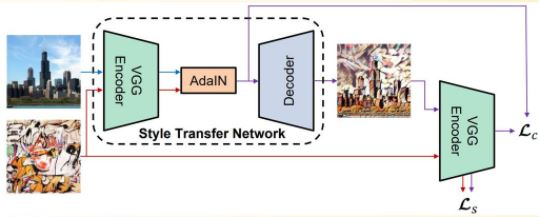 VGG
Encoder
AdaIN
Decoder
Style Transfer Network
VGG
Encoder
ℒc
ℒs